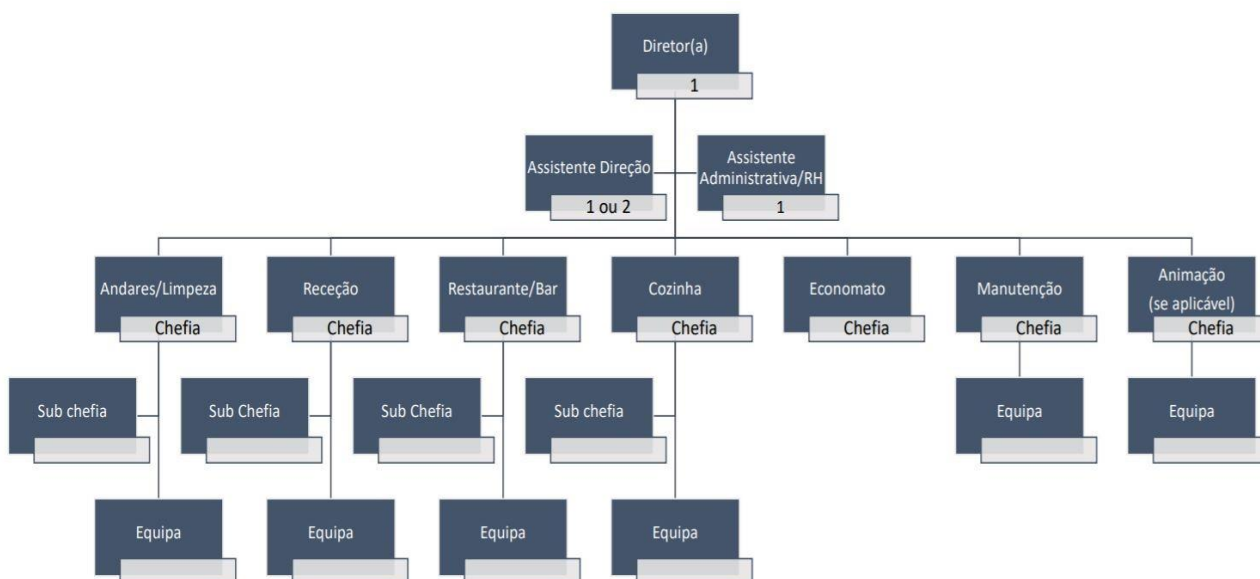 Diretor(a)
1
Assistente Direção
1 ou 2
Assistente
Administrativa/RH
1
Andares/Limpeza
Chefia
Receção
Chefia
Restaurante/Bar
Chefia
Cozinha
Chefia
Economato
Chefia
Manutenção
Chefia
Animação
(se aplicável)
Chefia
Sub chefia
Sub Chefia
Sub Chefia
Sub chefia
Equipa
Equipa
Equipa
Equipa
Equipa
Equipa